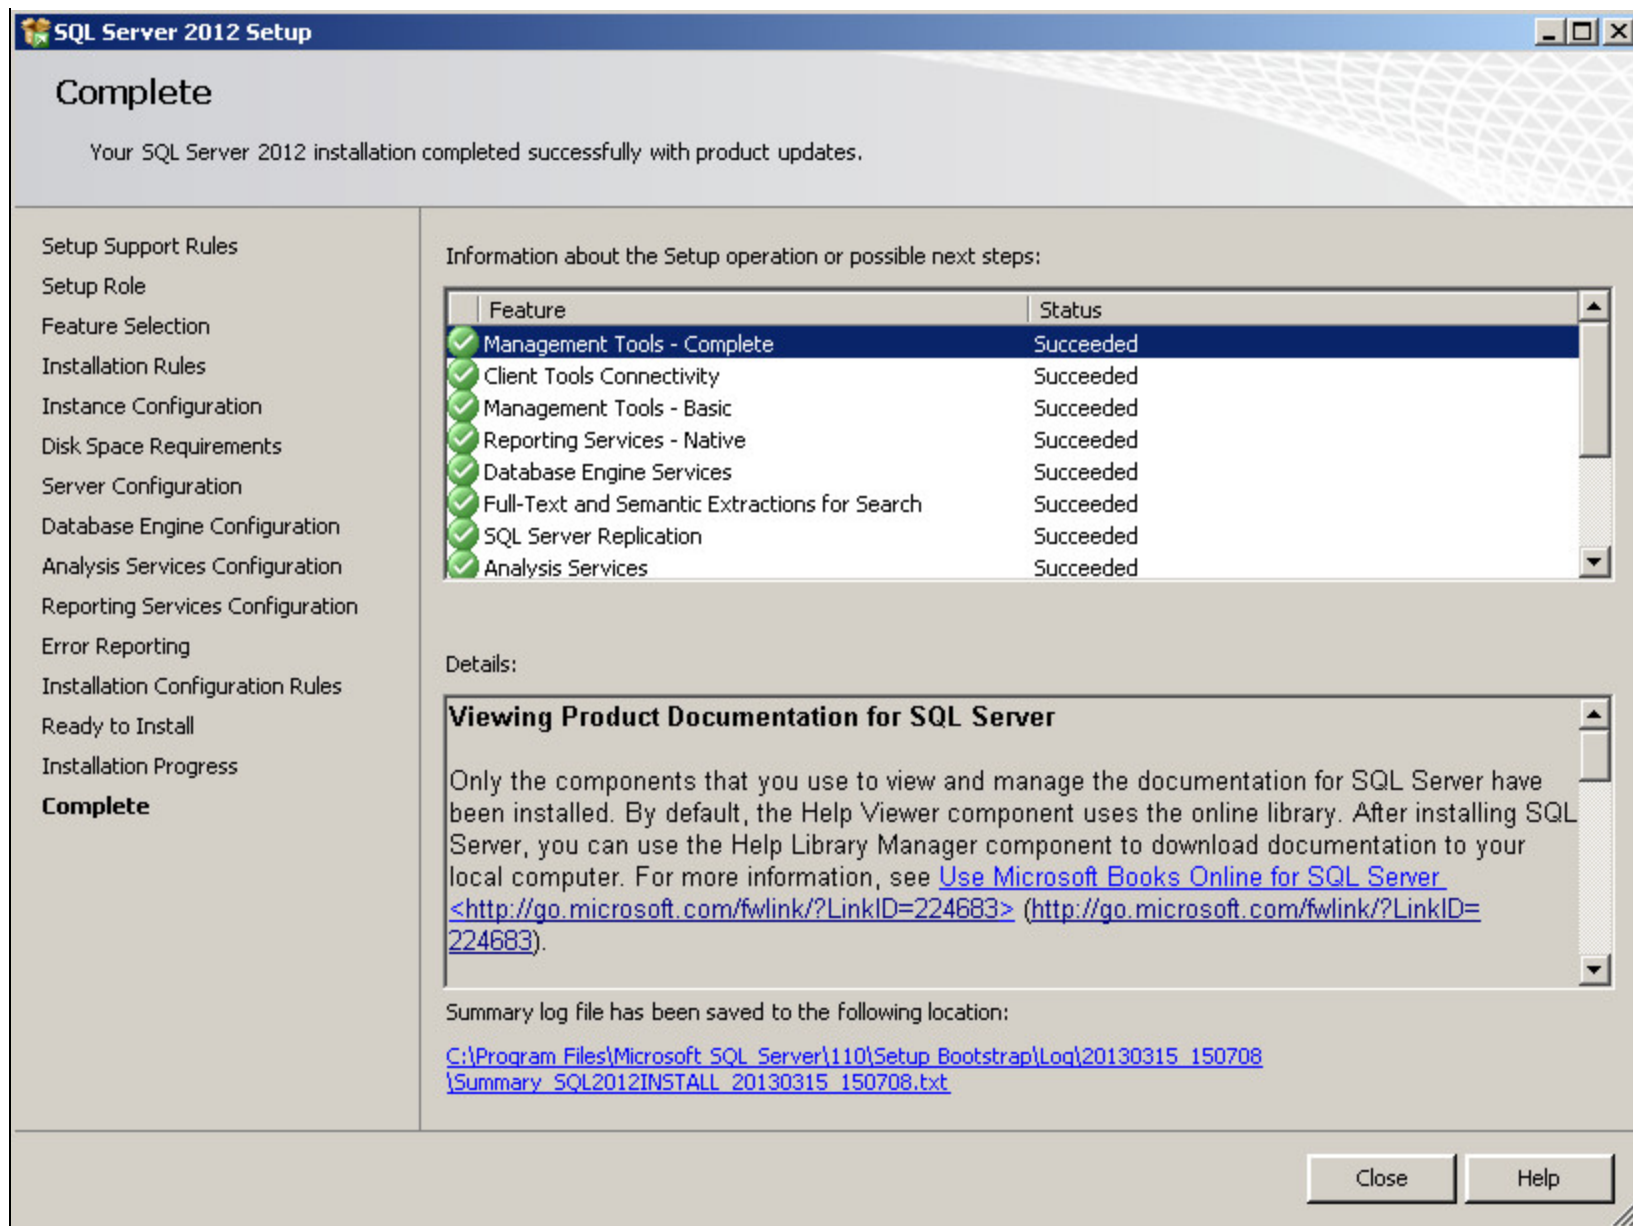 SQL Server 2012 Setup
Complete
Your SQL Server 2012 installation completed successfully with product updates.
Setup Support Rules
Setup Role
Feature Selection
Installation Rules
Instance Configuration
Disk Space Requirements
Server Configuration
Database Engine Configuration
Analysis Services Configuration
Reporting Services Configuration
Error Reporting
Installation Configuration Rules
Ready to Install
Installation Progress
Complete
Information about the Setup operation or possible next steps:
Feature Status
Management Tools - Complete Succeeded
Client Tools Connectivity Succeeded
Management Tools - Basic Succeeded
Reporting Services - Native Succeeded
Database Engine Services Succeeded
Full-Text and Semantic Extractions for Search Succeeded
SQL Server Replication Succeeded
Analysis Services Succeeded
Details:
Viewing Product Documentation for SQL Server
Only the components that you use to view and manage the documentation for SQL Server have
been installed. By default, the Help Viewer component uses the online library. After installing SQL
Server, you can use the Help Library Manager component to download documentation to your
local computer. For more information, see Use Microsoft Books Online for SQL Server
<http://go.microsoft.com/fwlink/?LinkID=224683> (http://go.microsoft.com/fwlink/?LinkID=
224683).
Summary log file has been saved to the following location:
C:\Program Files\Microsoft SQL Server\110\Setup Bootstrap\Log\20130315_150708
\Summary_SQL2012INSTALL_20130315_150708.txt
Close Help